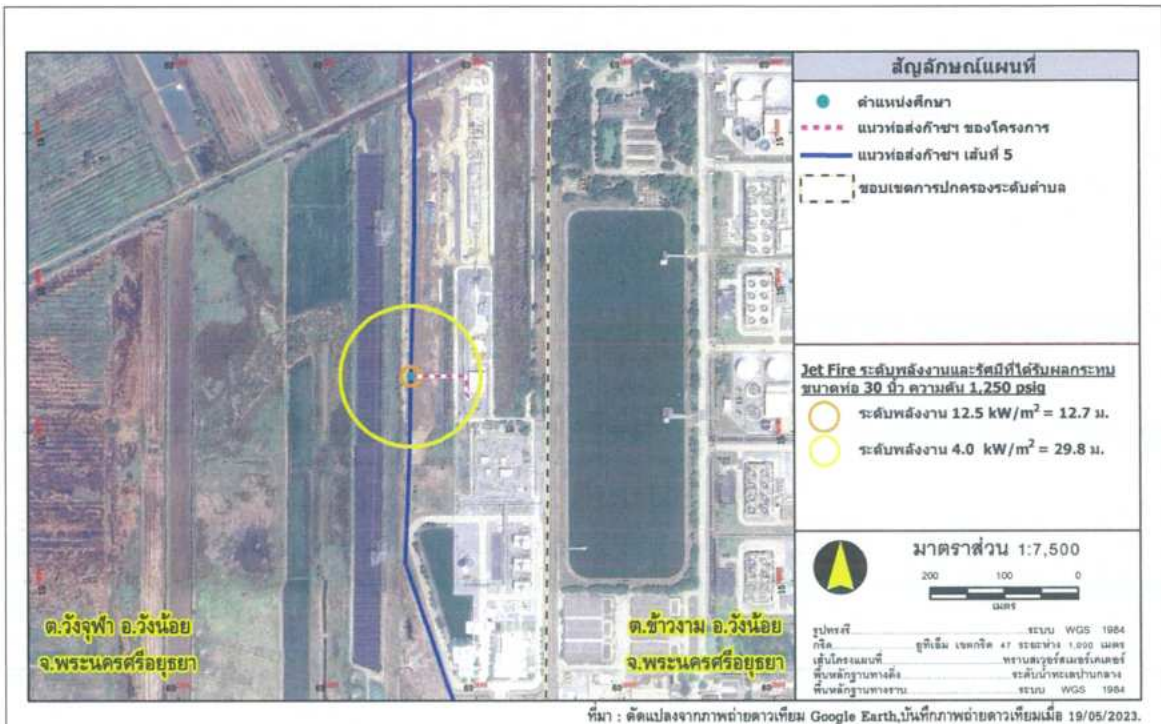 สัญลักษณ์แผนที่
ตำแหน่งศึกษา
แนวท่อส่งก๊าซฯ ของโครงการ
แนวท่อส่งก๊าซฯ เส้นที่ 5
ขอบเขตการปกครองระดับตำบล
Jet Fire ระดับพลังงานและรัศมีที่ได้รับผลกระทบ
ขนาดท่อ 30 นิ้ว ความดัน 1,250 psig
ระดับพลังงาน 12.5 kW/m² = 12.7 ม.
ระดับพลังงาน 4.0 kW/m² = 29.8 ม.
มาตราส่วน 1:7,500
200 100 0
เมตร
รูปทรงรี ระบบ WGS 1984
กริด ยูทีเอ็ม เขตกริด 47 ระยะห่าง 1,000 เมตร
เส้นโครงแผนที่ ทรานสเวอร์สเมอร์เคเตอร์
พื้นหลักฐานทางดิ่ง ระดับน้ำทะเลปานกลาง
พื้นหลักฐานทางราบ ระบบ WGS 1984
ต.วังจุฬา อ.วังน้อย
จ.พระนครศรีอยุธยา
ต.ข้าวงาม อ.วังน้อย
จ.พระนครศรีอยุธยา
ที่มา : ดัดแปลงจากภาพถ่ายดาวเทียม Google Earth,บันทึกภาพถ่ายดาวเทียมเมื่อ 19/05/2023.